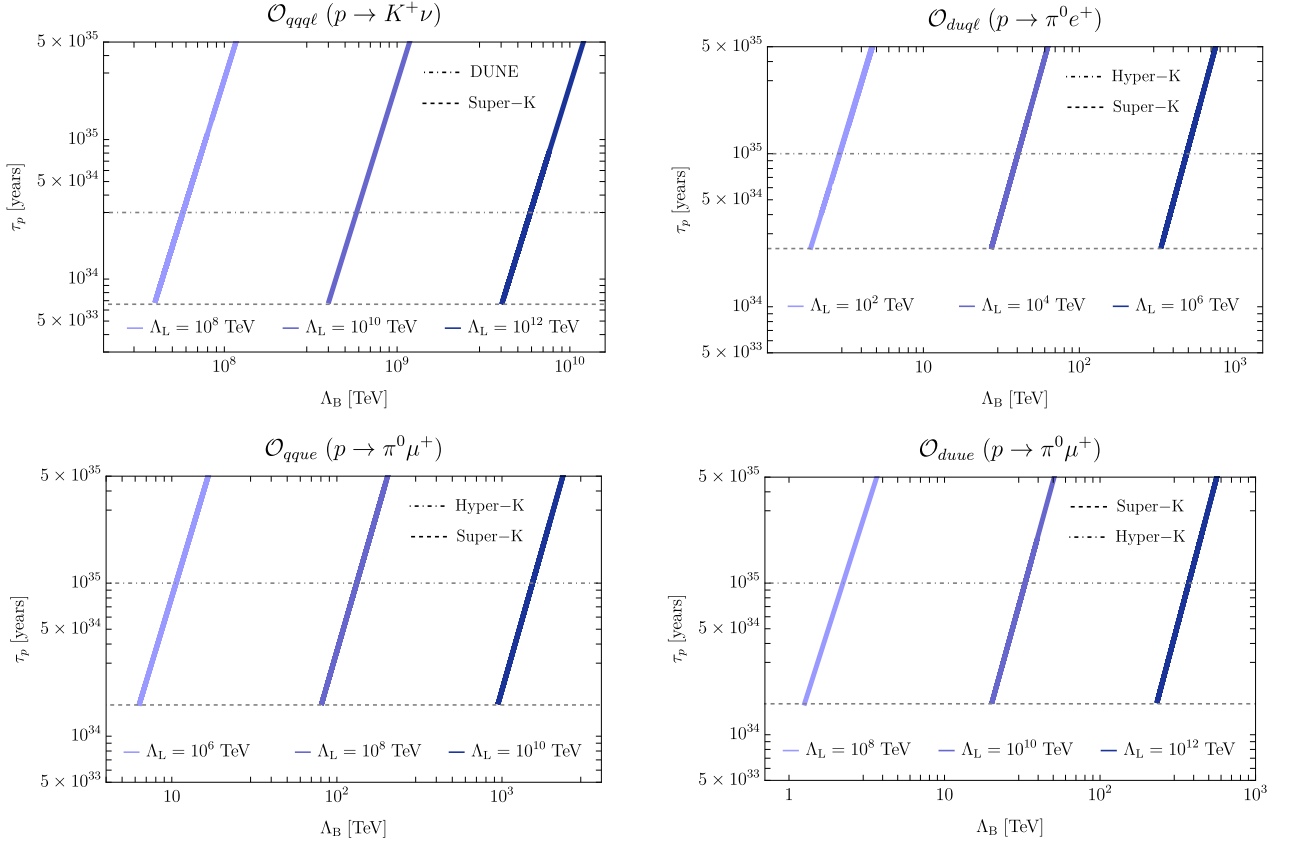 𝒪qqqℓ (p → K⁺ν)
5 × 10³⁵
10³⁵
5 × 10³⁴
10³⁴
5 × 10³³
τp [years]
DUNE
Super−K
ΛL = 10⁸ TeV
ΛL = 10¹⁰ TeV
ΛL = 10¹² TeV
10⁸
10⁹
10¹⁰
ΛB [TeV]
𝒪duqℓ (p → π⁰e⁺)
5 × 10³⁵
10³⁵
5 × 10³⁴
10³⁴
5 × 10³³
τp [years]
Hyper−K
Super−K
ΛL = 10² TeV
ΛL = 10⁴ TeV
ΛL = 10⁶ TeV
10
10²
10³
ΛB [TeV]
𝒪qque (p → π⁰μ⁺)
5 × 10³⁵
10³⁵
5 × 10³⁴
10³⁴
5 × 10³³
τp [years]
Hyper−K
Super−K
ΛL = 10⁶ TeV
ΛL = 10⁸ TeV
ΛL = 10¹⁰ TeV
10
10²
10³
ΛB [TeV]
𝒪duue (p → π⁰μ⁺)
5 × 10³⁵
10³⁵
5 × 10³⁴
10³⁴
5 × 10³³
τp [years]
Super−K
Hyper−K
ΛL = 10⁸ TeV
ΛL = 10¹⁰ TeV
ΛL = 10¹² TeV
1
10
10²
10³
ΛB [TeV]